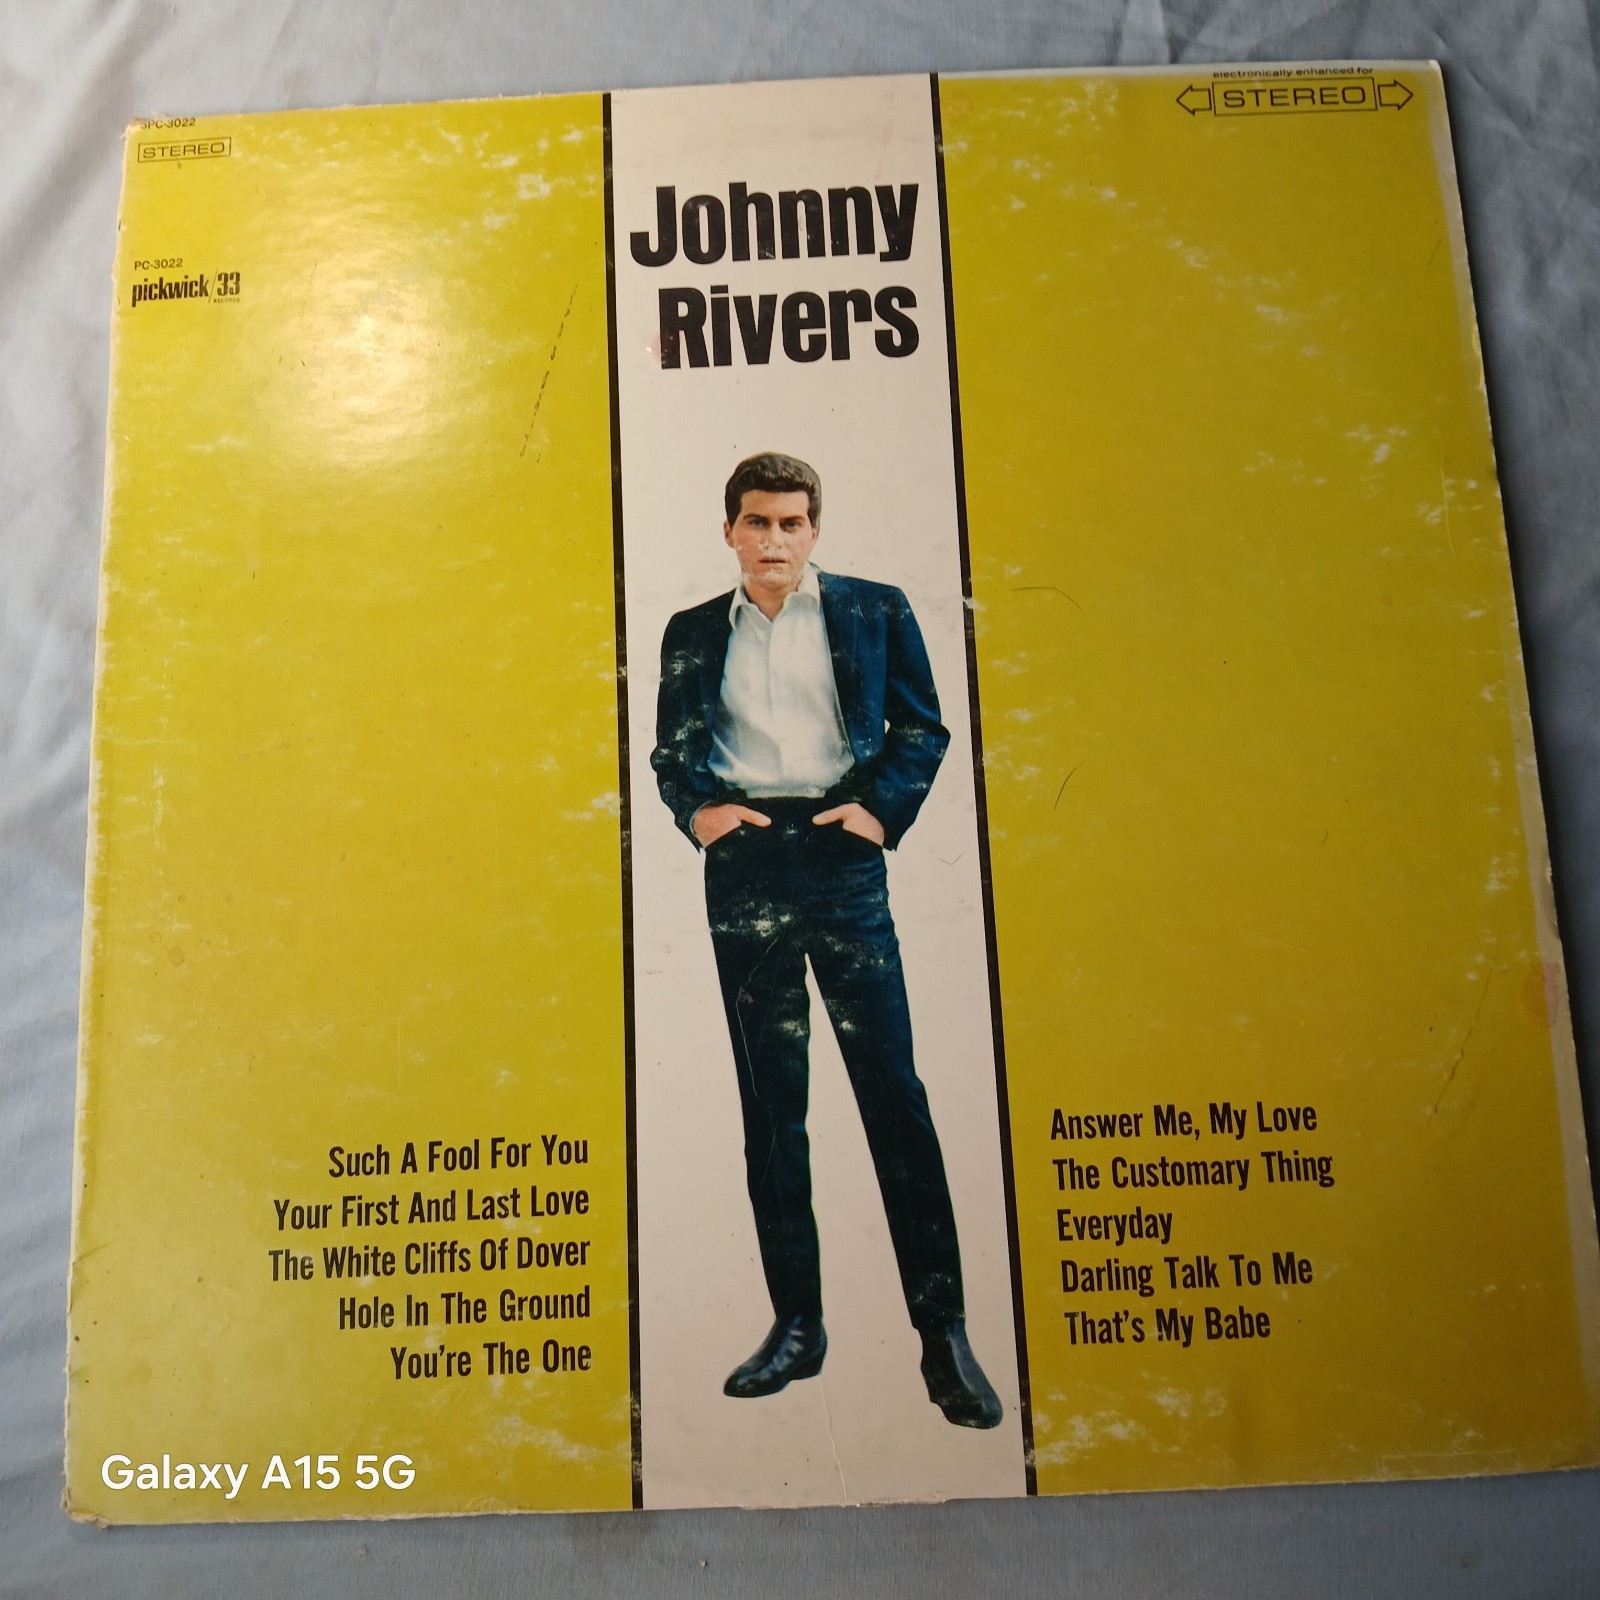 SPC-3022
STEREO
PC-3022
pickwick/33
RECORDS
electronically enhanced for
STEREO
Johnny
Rivers
Such A Fool For You
Your First And Last Love
The White Cliffs Of Dover
Hole In The Ground
You're The One
Answer Me, My Love
The Customary Thing
Everyday
Darling Talk To Me
That's My Babe
Galaxy A15 5G